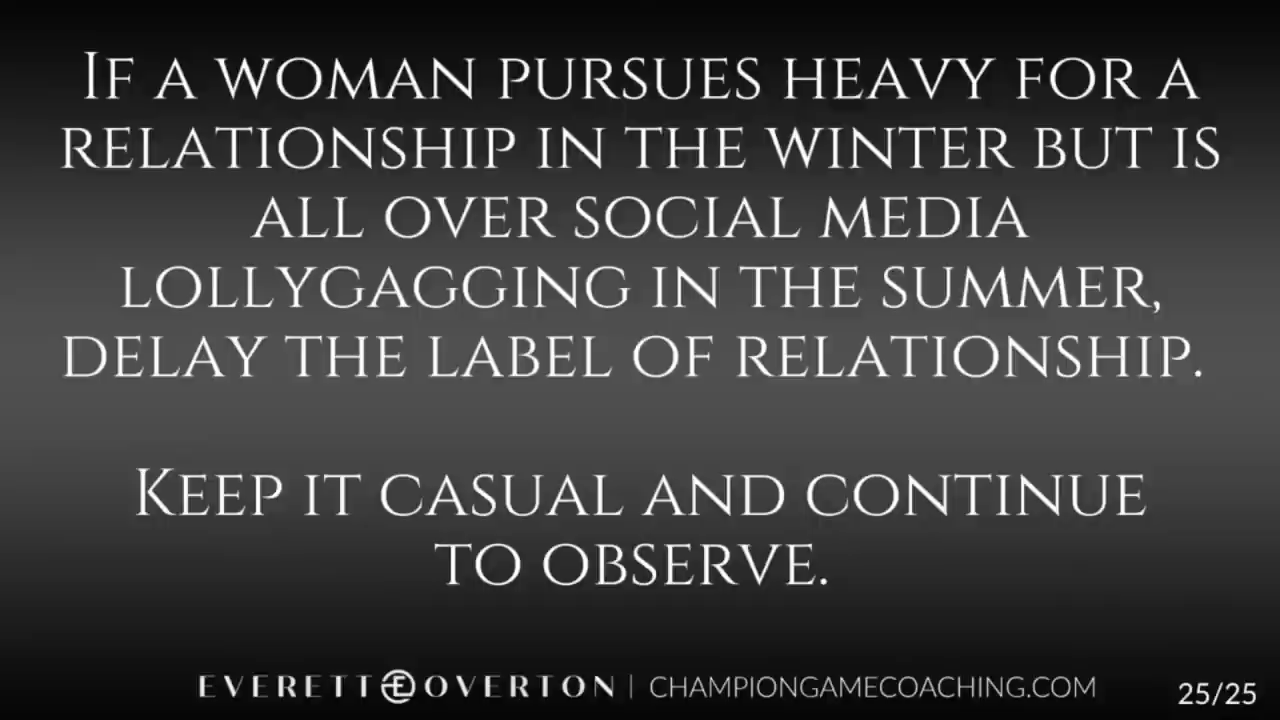 If a woman pursues heavy for a
relationship in the winter but is
all over social media
lollygagging in the summer,
delay the label of relationship.
Keep it casual and continue
to observe.
EVERETT E OVERTON | CHAMPIONGAMECOACHING.COM
25/25